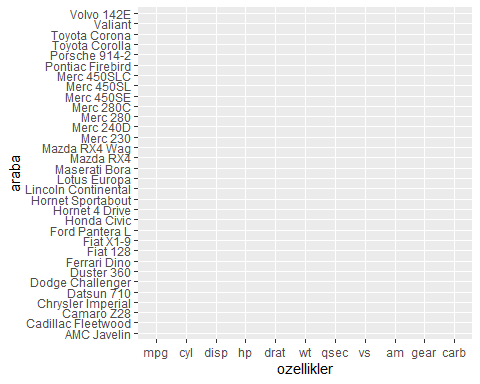 Volvo 142E
Valiant
Toyota Corona
Toyota Corolla
Porsche 914-2
Pontiac Firebird
Merc 450SLC
Merc 450SL
Merc 450SE
Merc 280C
Merc 280
Merc 240D
Merc 230
Mazda RX4 Wag
Mazda RX4
Maserati Bora
Lotus Europa
Lincoln Continental
Hornet Sportabout
Hornet 4 Drive
Honda Civic
Ford Pantera L
Fiat X1-9
Fiat 128
Ferrari Dino
Duster 360
Dodge Challenger
Datsun 710
Chrysler Imperial
Camaro Z28
Cadillac Fleetwood
AMC Javelin
araba
mpg cyl disp hp drat wt qsec vs am gear carb
ozellikler